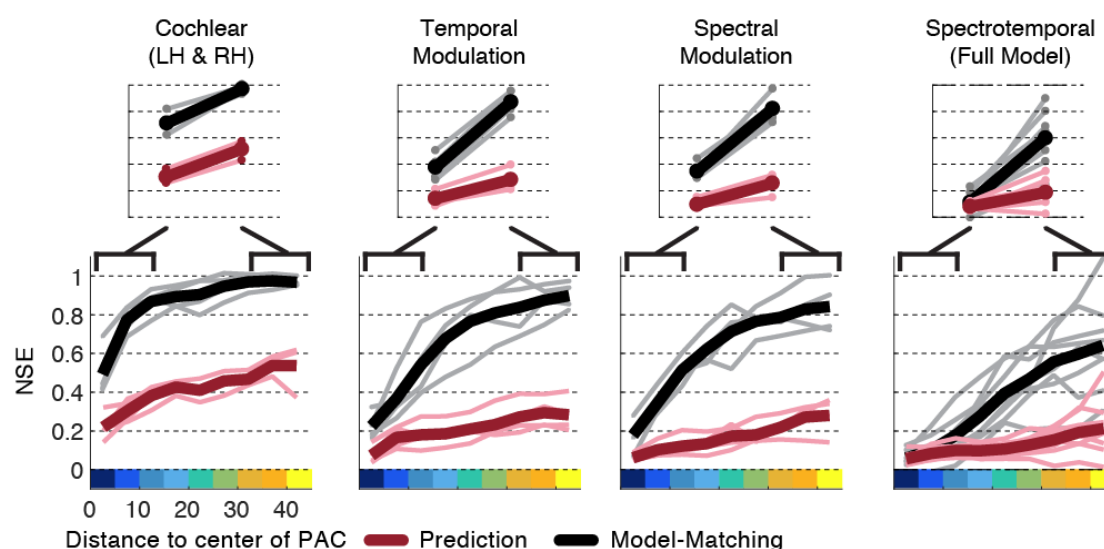 Cochlear
(LH & RH)
Temporal
Modulation
Spectral
Modulation
Spectrotemporal
(Full Model)
NSE
1
0.8
0.6
0.4
0.2
0
0 10 20 30 40
Distance to center of PAC Prediction Model-Matching